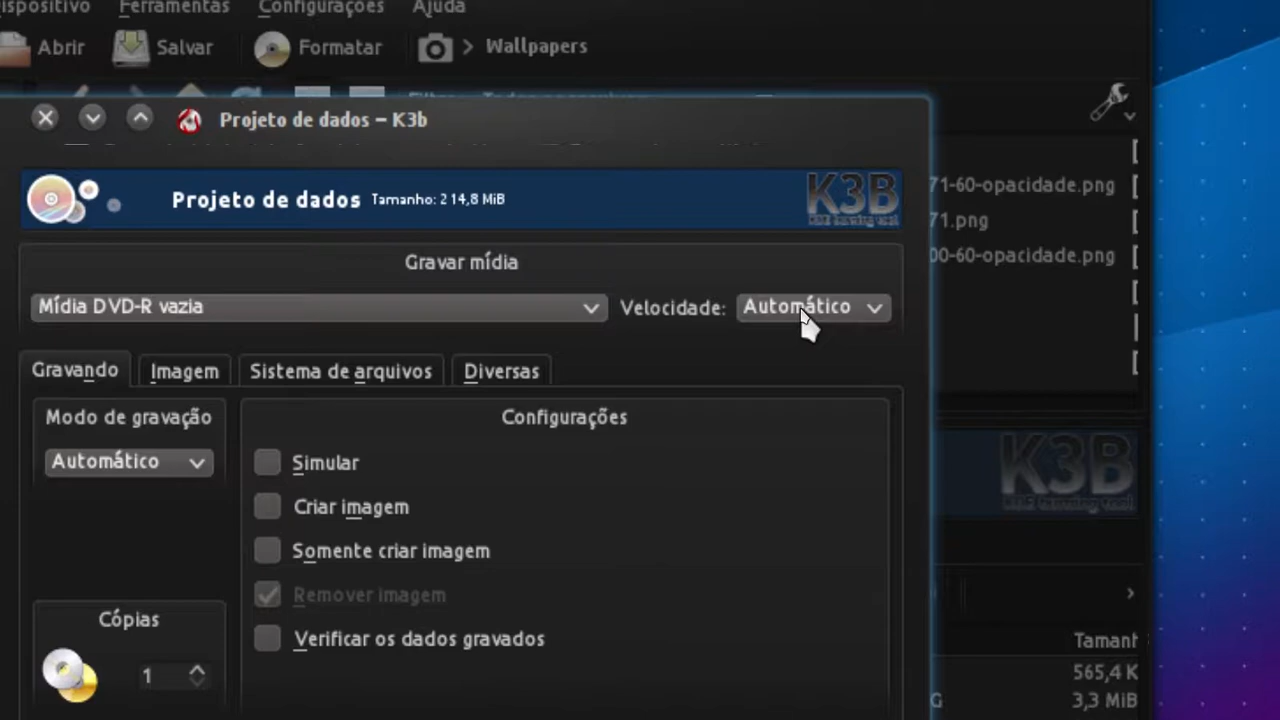 Ferramentas Configurações Ajuda
Abrir Salvar Formatar Wallpapers
Projeto de dados – K3b
Projeto de dados Tamanho: 214,8 MiB K3B
71-60-opacidade.png
71.png
00-60-opacidade.png
Gravar mídia
Mídia DVD-R vazia Velocidade: Automático
Gravando Imagem Sistema de arquivos Diversas
Modo de gravação
Automático
Configurações
Simular
Criar imagem
Somente criar imagem
Remover imagem
Verificar os dados gravados
Cópias
1
K3B
Tamanh
565,4 K
G 3,3 MiB